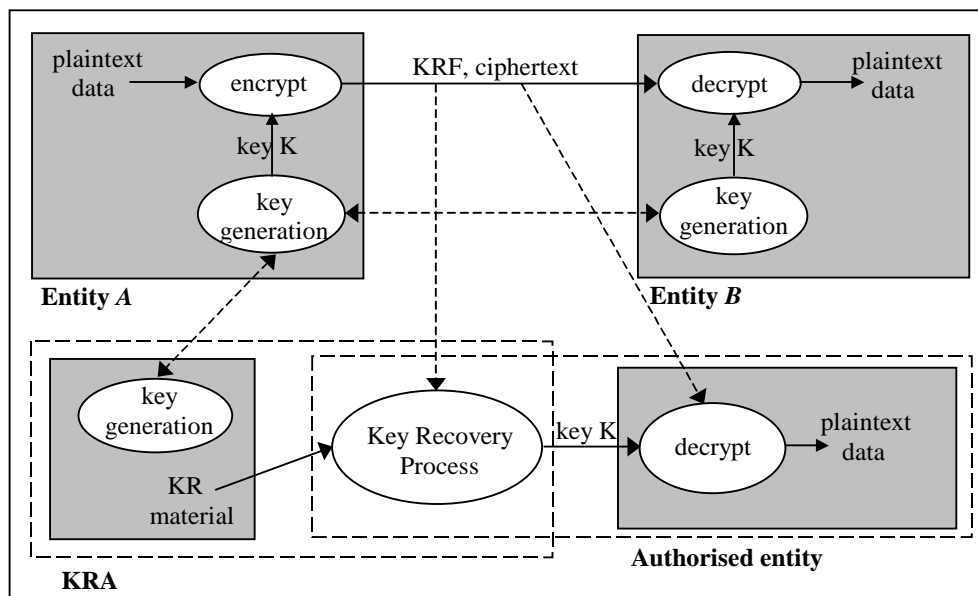 plaintext
data
encrypt
KRF, ciphertext
decrypt
plaintext
data
key K
key K
key
generation
key
generation
Entity A
Entity B
key
generation
Key Recovery
Process
key K
decrypt
plaintext
data
KR
material
Authorised entity
KRA